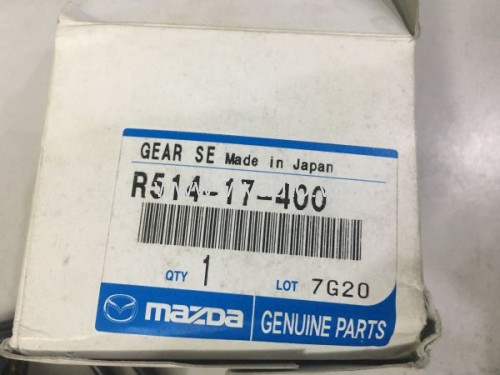 GEAR SE Made in Japan
R514-17-400
QTY 1 LOT 7G20
mazda GENUINE PARTS